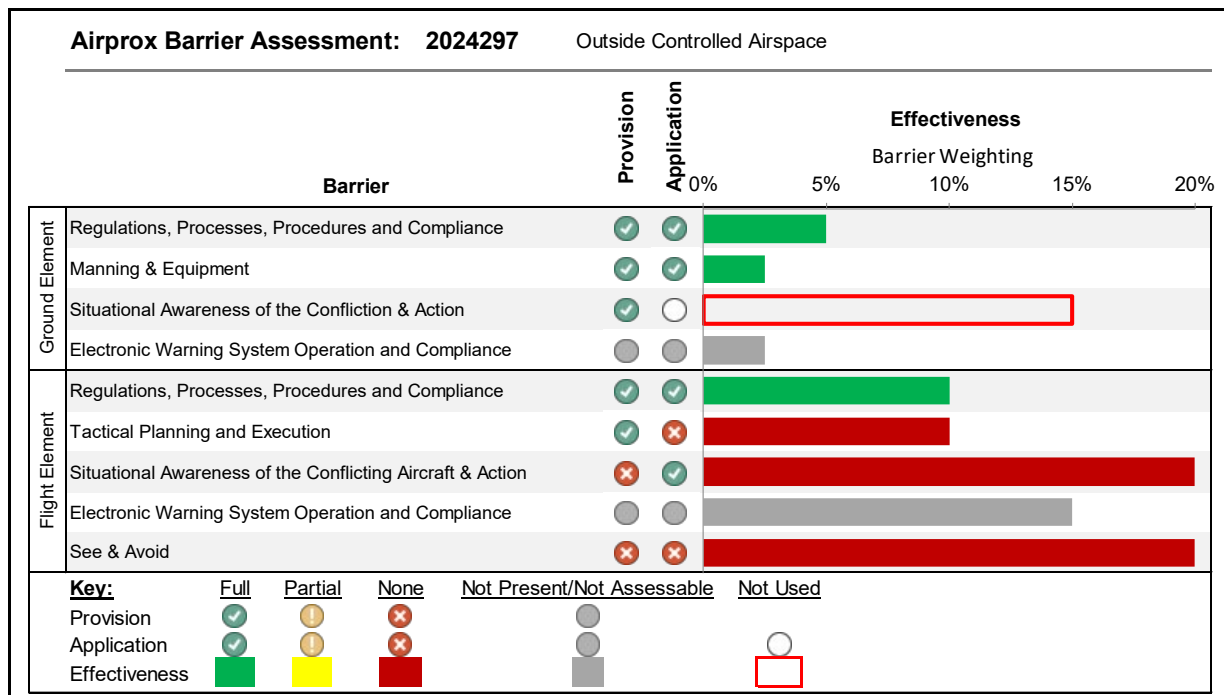 Airprox Barrier Assessment: 2024297 Outside Controlled Airspace
Barrier Provision Application Effectiveness
Barrier Weighting
0% 5% 10% 15% 20%
Ground Element
Regulations, Processes, Procedures and Compliance
Manning & Equipment
Situational Awareness of the Confliction & Action
Electronic Warning System Operation and Compliance
Flight Element
Regulations, Processes, Procedures and Compliance
Tactical Planning and Execution
Situational Awareness of the Conflicting Aircraft & Action
Electronic Warning System Operation and Compliance
See & Avoid
Key: Full Partial None Not Present/Not Assessable Not Used
Provision
Application
Effectiveness